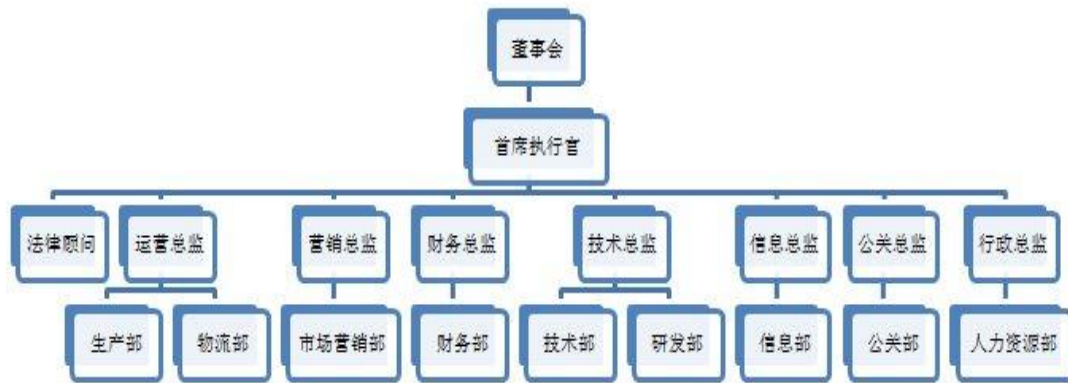 董事会
首席执行官
法律顾问 运营总监 营销总监 财务总监 技术总监 信息总监 公关总监 行政总监
生产部 物流部 市场营销部 财务部 技术部 研发部 信息部 公关部 人力资源部